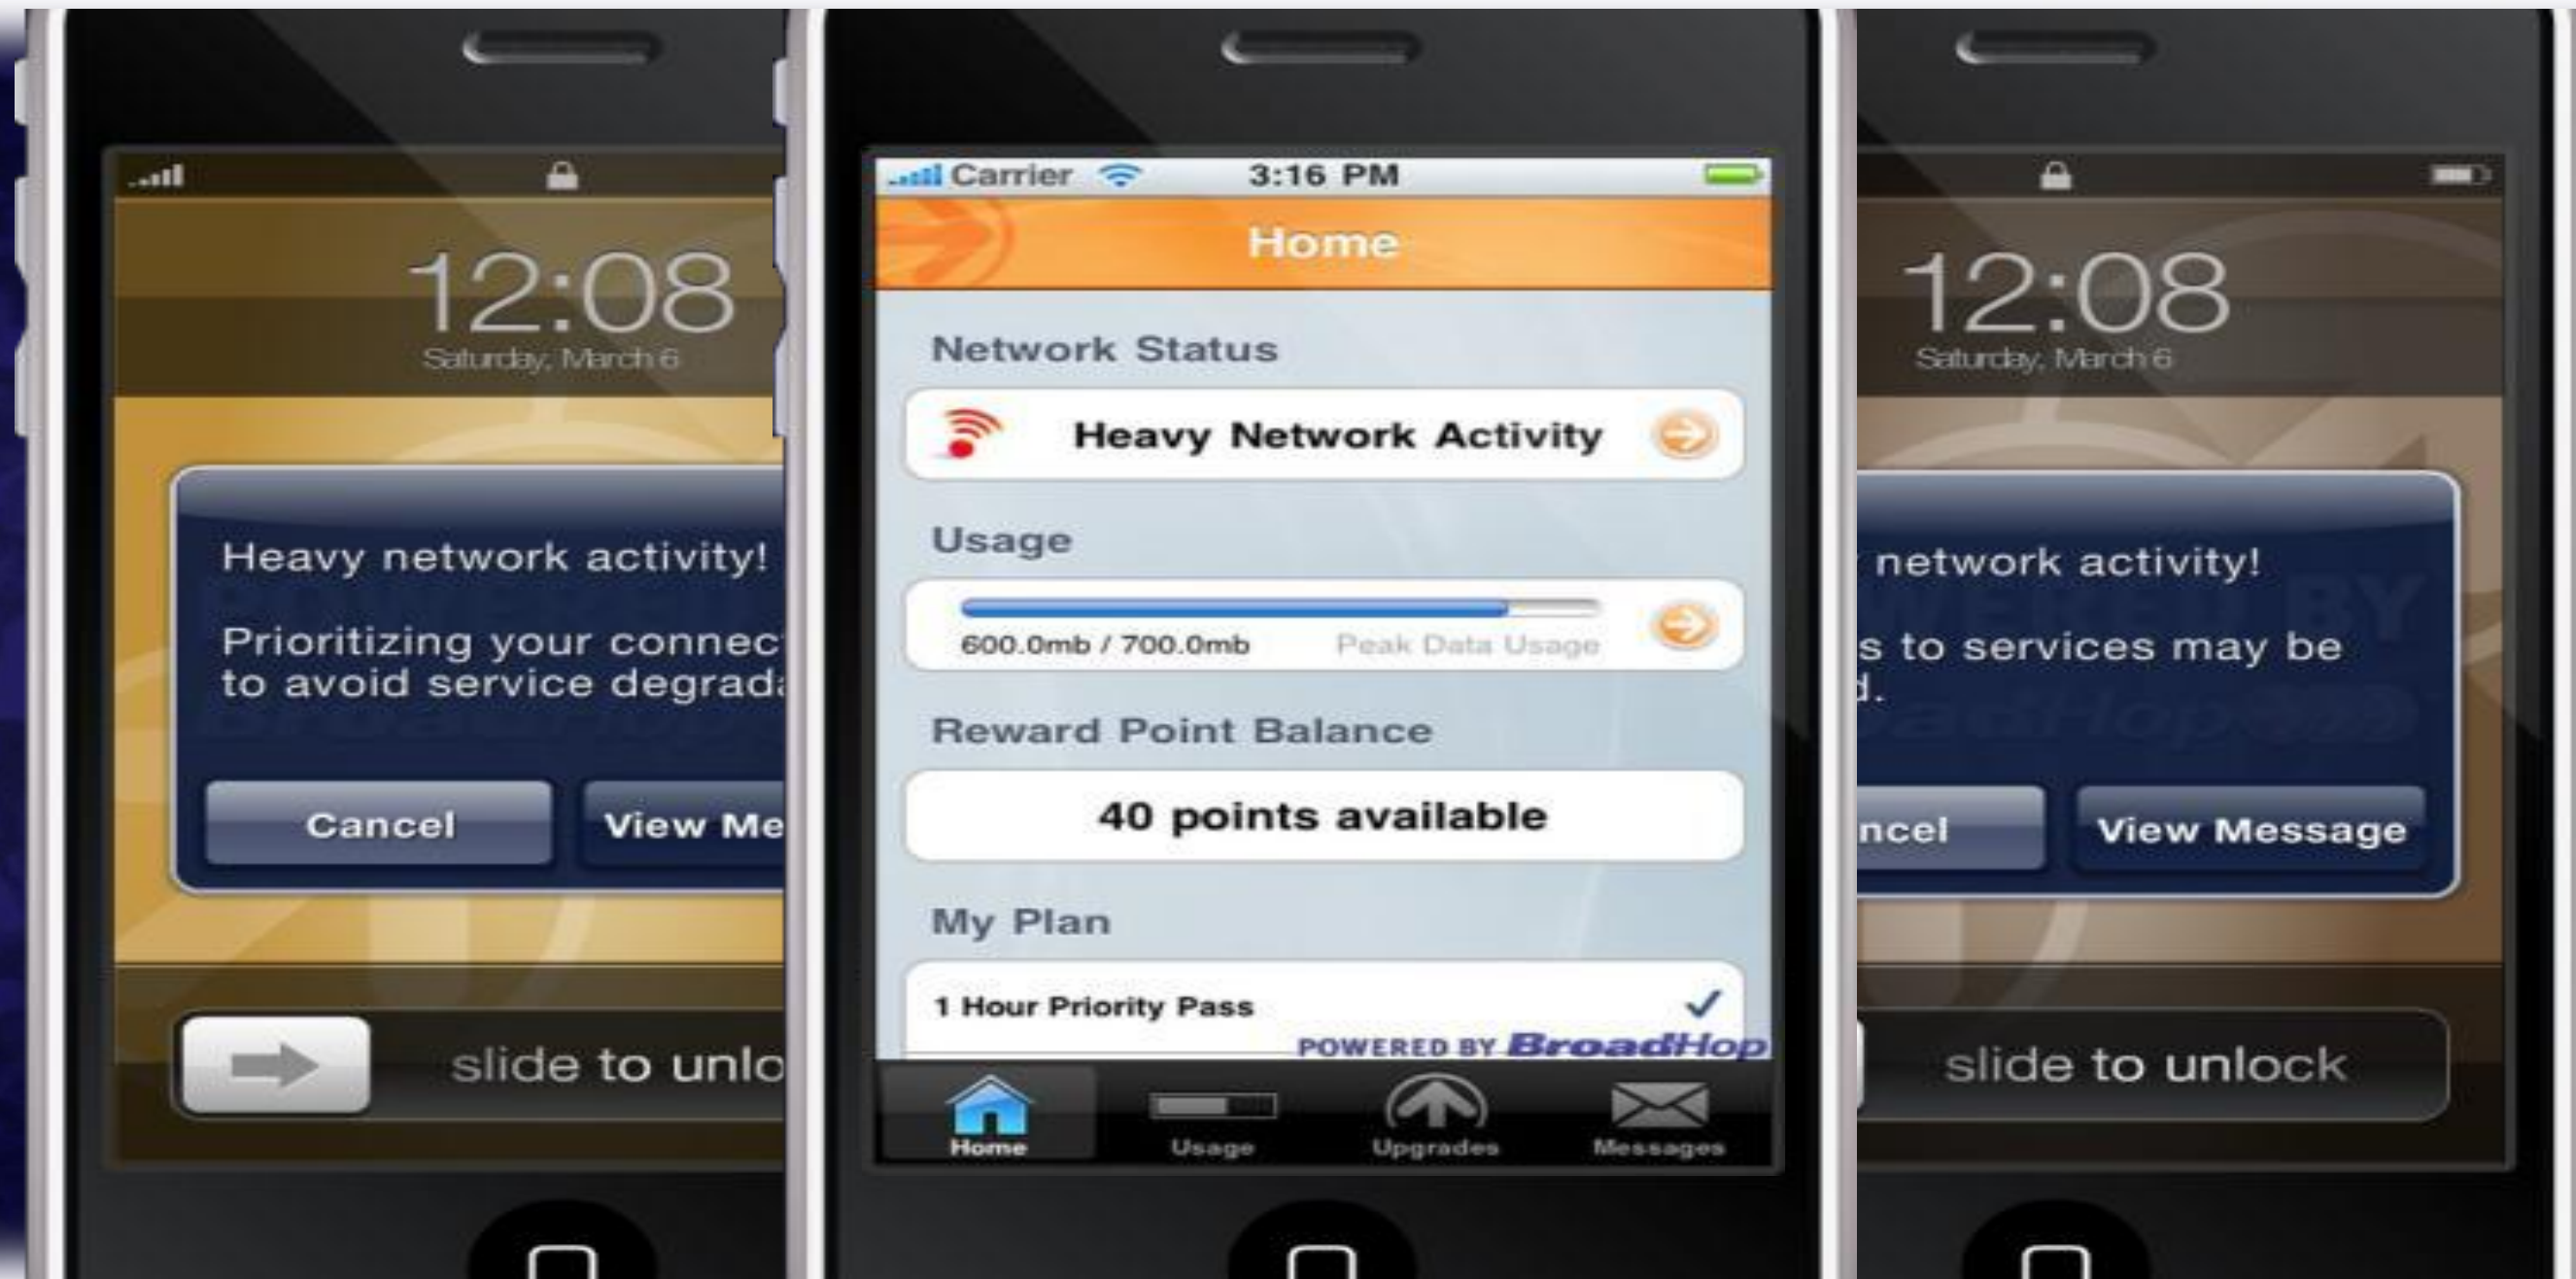 12:08
Saturday, March 6
Heavy network activity!
Prioritizing your connec
to avoid service degrada
Cancel
View Me
slide to unlo
Carrier 3:16 PM
Home
Network Status
Heavy Network Activity
Usage
600.0mb / 700.0mb Peak Data Usage
Reward Point Balance
40 points available
My Plan
1 Hour Priority Pass
POWERED BY BroadHop
Home Usage Upgrades Messages
12:08
Saturday, March 6
network activity!
s to services may be
d.
ncel
View Message
slide to unlock